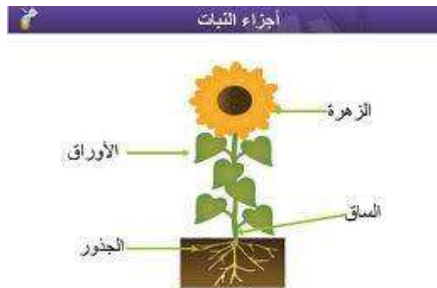 أجزاء النبات
الزهرة
الأوراق
الساق
الجذور